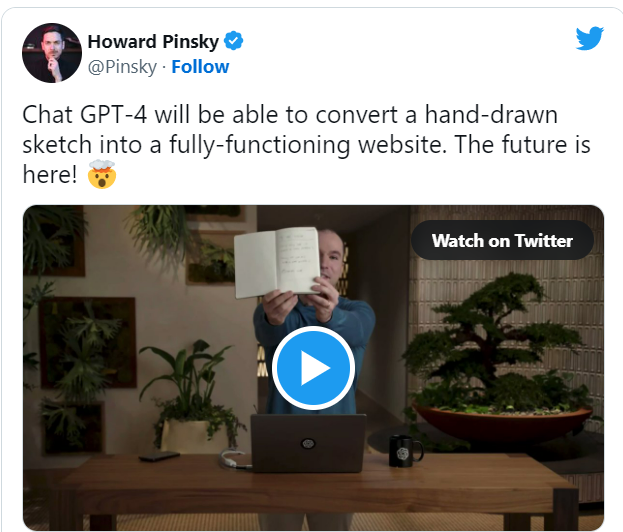 Howard Pinsky
@Pinsky · Follow
Chat GPT-4 will be able to convert a hand-drawn
sketch into a fully-functioning website. The future is
here! 🤯
Watch on Twitter